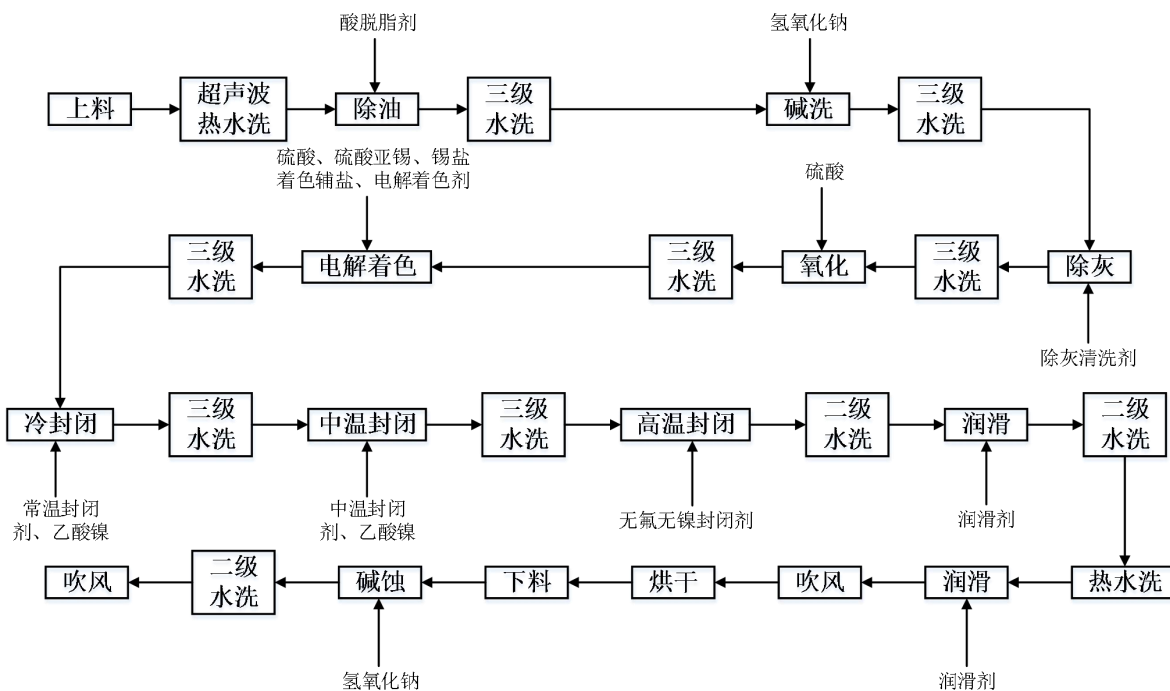 酸脱脂剂
氢氧化钠
上料
超声波
热水洗
除油
三级
水洗
碱洗
三级
水洗
硫酸、硫酸亚锡、锡盐
着色辅盐、电解着色剂
硫酸
三级
水洗
电解着色
三级
水洗
氧化
三级
水洗
除灰
除灰清洗剂
冷封闭
三级
水洗
中温封闭
三级
水洗
高温封闭
二级
水洗
润滑
二级
水洗
常温封闭
剂、乙酸镍
中温封闭
剂、乙酸镍
无氟无镍封闭剂
润滑剂
吹风
二级
水洗
碱蚀
下料
烘干
吹风
润滑
热水洗
氢氧化钠
润滑剂